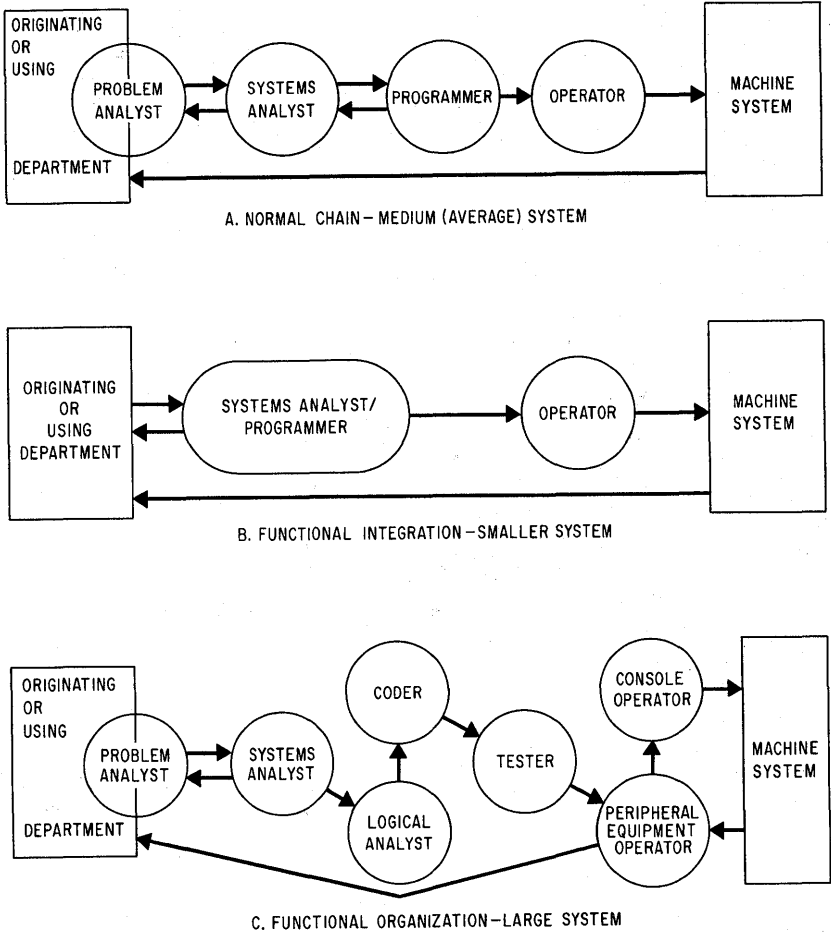 ORIGINATING
OR
USING
DEPARTMENT
PROBLEM
ANALYST
SYSTEMS
ANALYST
PROGRAMMER
OPERATOR
MACHINE
SYSTEM
A. NORMAL CHAIN – MEDIUM (AVERAGE) SYSTEM
ORIGINATING
OR
USING
DEPARTMENT
SYSTEMS ANALYST/
PROGRAMMER
OPERATOR
MACHINE
SYSTEM
B. FUNCTIONAL INTEGRATION – SMALLER SYSTEM
ORIGINATING
OR
USING
DEPARTMENT
PROBLEM
ANALYST
SYSTEMS
ANALYST
LOGICAL
ANALYST
CODER
TESTER
PERIPHERAL
EQUIPMENT
OPERATOR
CONSOLE
OPERATOR
MACHINE
SYSTEM
C. FUNCTIONAL ORGANIZATION – LARGE SYSTEM